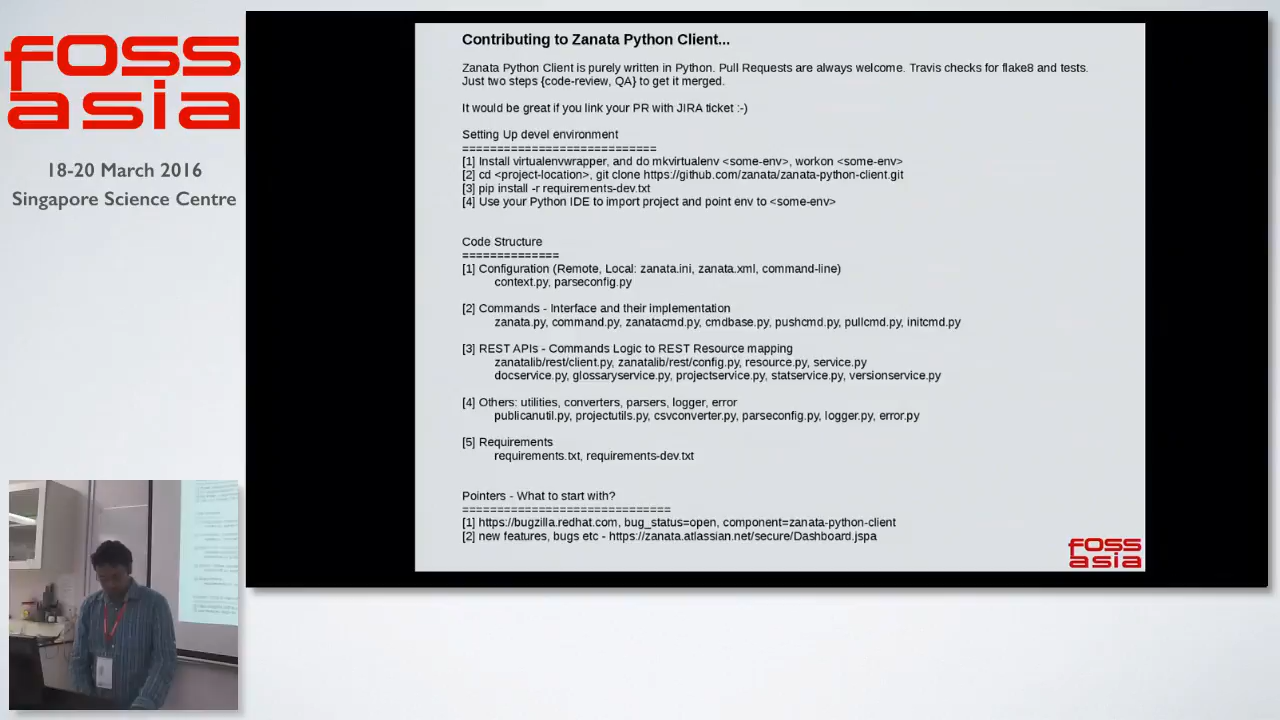 foss
asia
18-20 March 2016
Singapore Science Centre
Contributing to Zanata Python Client...
Zanata Python Client is purely written in Python. Pull Requests are always welcome. Travis checks for flake8 and tests.
Just two steps {code-review, QA} to get it merged.
It would be great if you link your PR with JIRA ticket :-)
Setting Up devel environment
============================
[1] Install virtualenvwrapper, and do mkvirtualenv <some-env>, workon <some-env>
[2] cd <project-location>, git clone https://github.com/zanata/zanata-python-client.git
[3] pip install -r requirements-dev.txt
[4] Use your Python IDE to import project and point env to <some-env>
Code Structure
==============
[1] Configuration (Remote, Local: zanata.ini, zanata.xml, command-line)
context.py, parseconfig.py
[2] Commands - Interface and their implementation
zanata.py, command.py, zanatacmd.py, cmdbase.py, pushcmd.py, pullcmd.py, initcmd.py
[3] REST APIs - Commands Logic to REST Resource mapping
zanatalib/rest/client.py, zanatalib/rest/config.py, resource.py, service.py
docservice.py, glossaryservice.py, projectservice.py, statservice.py, versionservice.py
[4] Others: utilities, converters, parsers, logger, error
publicanutil.py, projectutils.py, csvconverter.py, parseconfig.py, logger.py, error.py
[5] Requirements
requirements.txt, requirements-dev.txt
Pointers - What to start with?
==============================
[1] https://bugzilla.redhat.com, bug_status=open, component=zanata-python-client
[2] new features, bugs etc - https://zanata.atlassian.net/secure/Dashboard.jspa
foss
asia